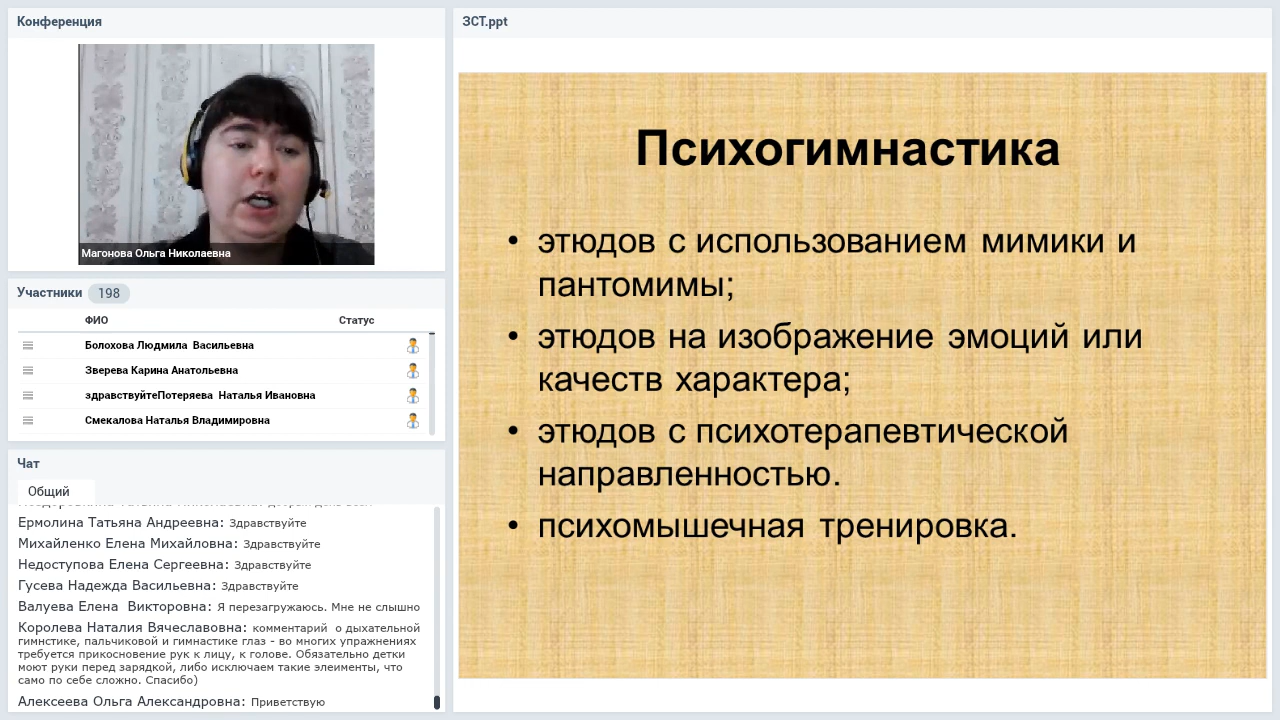 Конференция
Магонова Ольга Николаевна
Участники 198
ФИО Статус
Болохова Людмила Васильевна
Зверева Карина Анатольевна
здравствуйтеПотеряева Наталья Ивановна
Смекалова Наталья Владимировна
Чат
Общий
Ермолина Татьяна Андреевна: Здравствуйте
Михайленко Елена Михайловна: Здравствуйте
Недоступова Елена Сергеевна: Здравствуйте
Гусева Надежда Васильевна: Здравствуйте
Валуева Елена Викторовна: Я перезагружаюсь. Мне не слышно
Королева Наталия Вячеславовна: комментарий о дыхательной
гимнстике, пальчиковой и гимнастике глаз - во многих упражнениях
требуется прикосновение рук к лицу, к голове. Обязательно детки
моют руки перед зарядкой, либо исключаем такие элеименты, что
само по себе сложно. Спасибо)
Алексеева Ольга Александровна: Приветствую
ЗСТ.ppt
Психогимнастика
• этюдов с использованием мимики и
пантомимы;
• этюдов на изображение эмоций или
качеств характера;
• этюдов с психотерапевтической
направленностью.
• психомышечная тренировка.